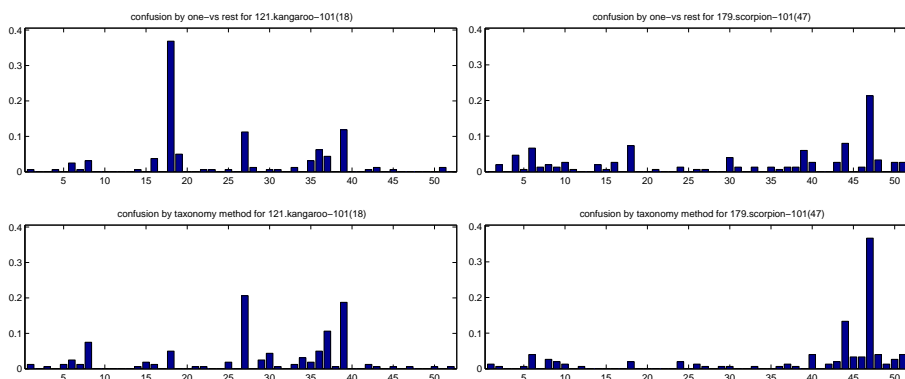 confusion by one−vs rest for 121.kangaroo−101(18)
0.4
0.3
0.2
0.1
0
5 10 15 20 25 30 35 40 45 50
confusion by one−vs rest for 179.scorpion−101(47)
0.4
0.3
0.2
0.1
0
5 10 15 20 25 30 35 40 45 50
confusion by taxonomy method for 121.kangaroo−101(18)
0.4
0.3
0.2
0.1
0
5 10 15 20 25 30 35 40 45 50
confusion by taxonomy method for 179.scorpion−101(47)
0.4
0.3
0.2
0.1
0
5 10 15 20 25 30 35 40 45 50